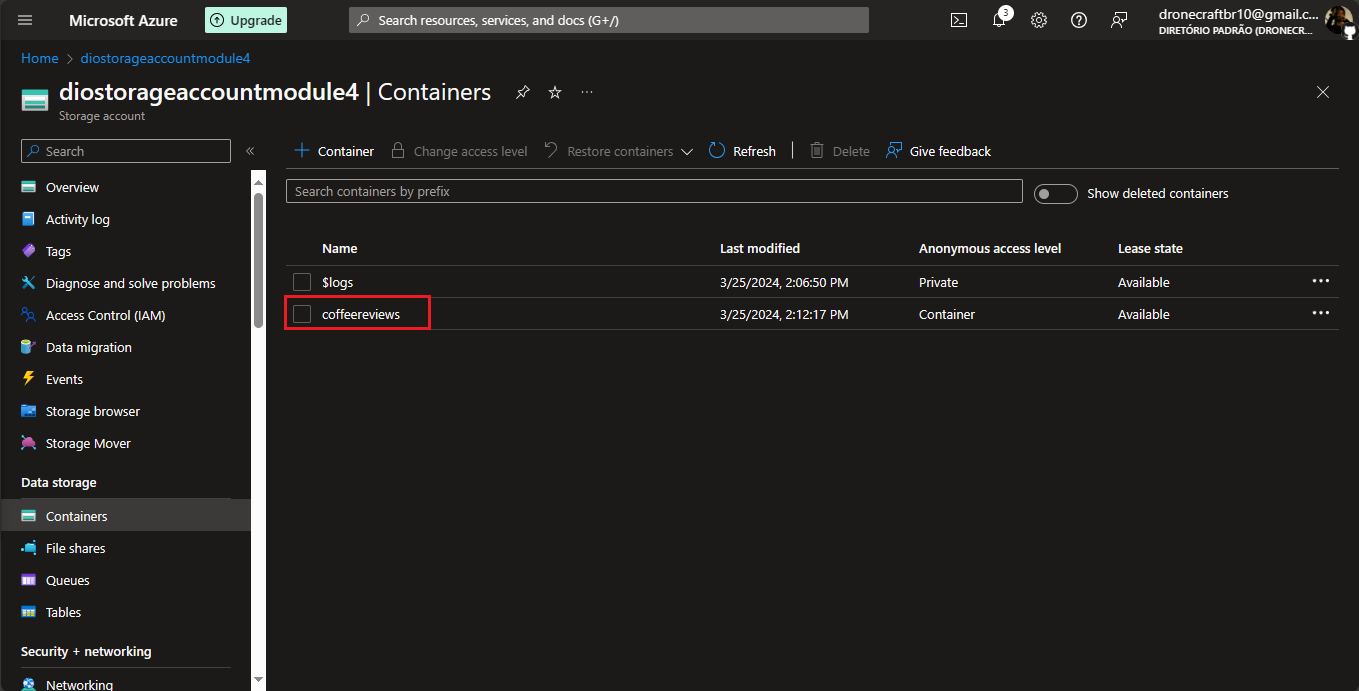 Microsoft Azure
Upgrade
Search resources, services, and docs (G+/)
3
dronecraftbr10@gmail.c...
DIRETÓRIO PADRÃO (DRONECR...
Home > diostorageaccountmodule4
diostorageaccountmodule4 | Containers
Storage account
Search
Container
Change access level
Restore containers
Refresh
Delete
Give feedback
Search containers by prefix
Show deleted containers
Overview
Activity log
Tags
Diagnose and solve problems
Access Control (IAM)
Data migration
Events
Storage browser
Storage Mover
Data storage
Containers
File shares
Queues
Tables
Security + networking
Networking
Name Last modified Anonymous access level Lease state
$logs 3/25/2024, 2:06:50 PM Private Available
coffeereviews 3/25/2024, 2:12:17 PM Container Available